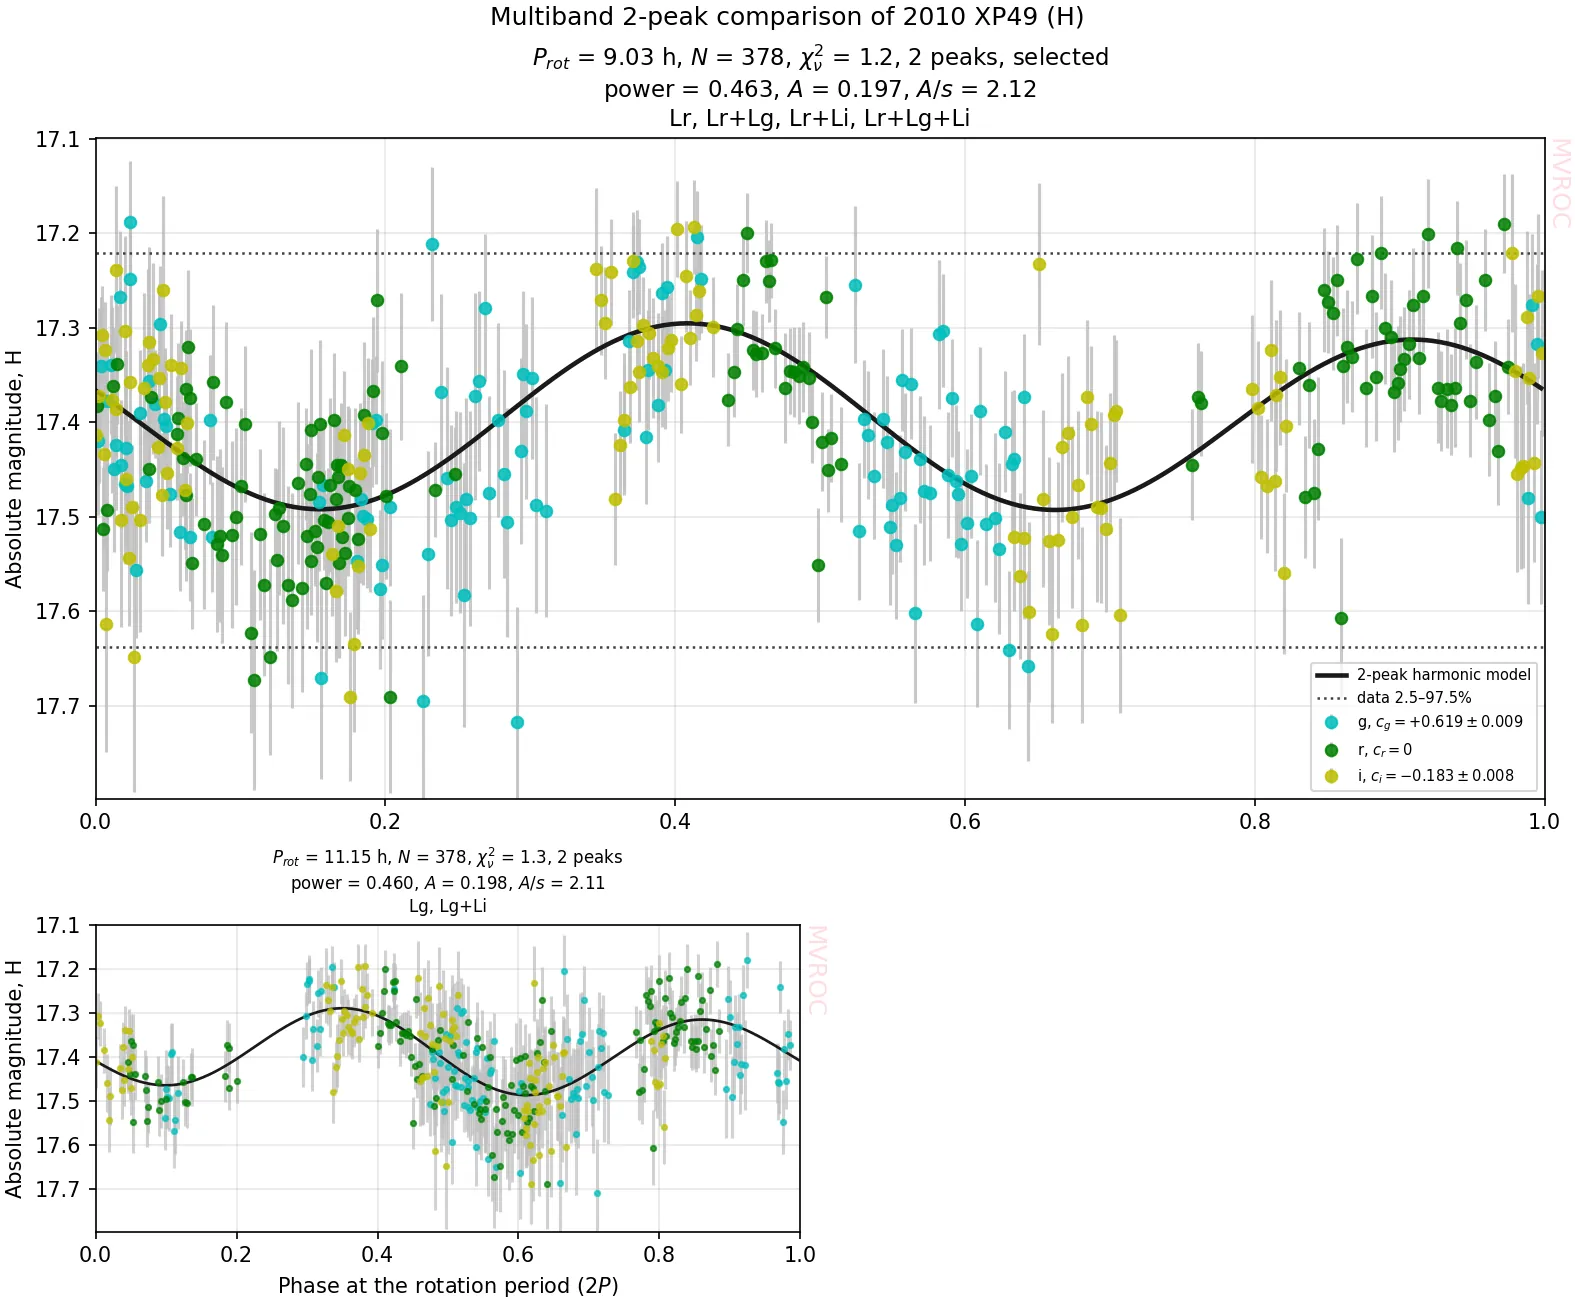 Multiband 2-peak comparison of 2010 XP49 (H)
P_rot = 9.03 h, N = 378, χ²_ν = 1.2, 2 peaks, selected
power = 0.463, A = 0.197, A/s = 2.12
Lr, Lr+Lg, Lr+Li, Lr+Lg+Li
MVROC
Absolute magnitude, H
17.1
17.2
17.3
17.4
17.5
17.6
17.7
2-peak harmonic model
data 2.5–97.5%
g, c_g = +0.619 ± 0.009
r, c_r = 0
i, c_i = −0.183 ± 0.008
0.0 0.2 0.4 0.6 0.8 1.0
P_rot = 11.15 h, N = 378, χ²_ν = 1.3, 2 peaks
power = 0.460, A = 0.198, A/s = 2.11
Lg, Lg+Li
MVROC
Absolute magnitude, H
17.1
17.2
17.3
17.4
17.5
17.6
17.7
0.0 0.2 0.4 0.6 0.8 1.0
Phase at the rotation period (2P)